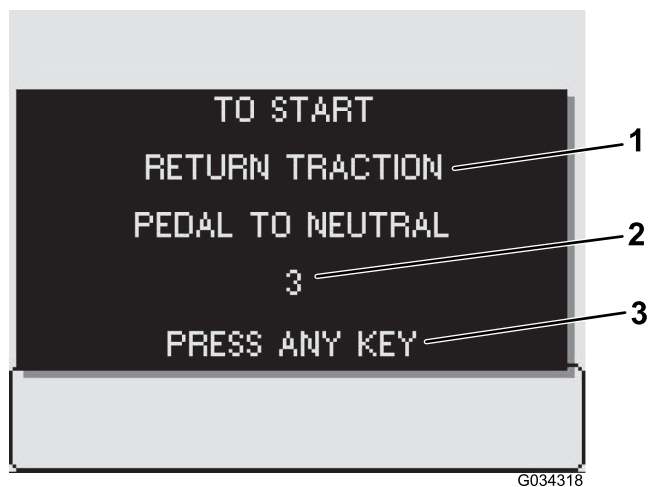 TO START
RETURN TRACTION
1
PEDAL TO NEUTRAL
2
3
PRESS ANY KEY
3
G034318